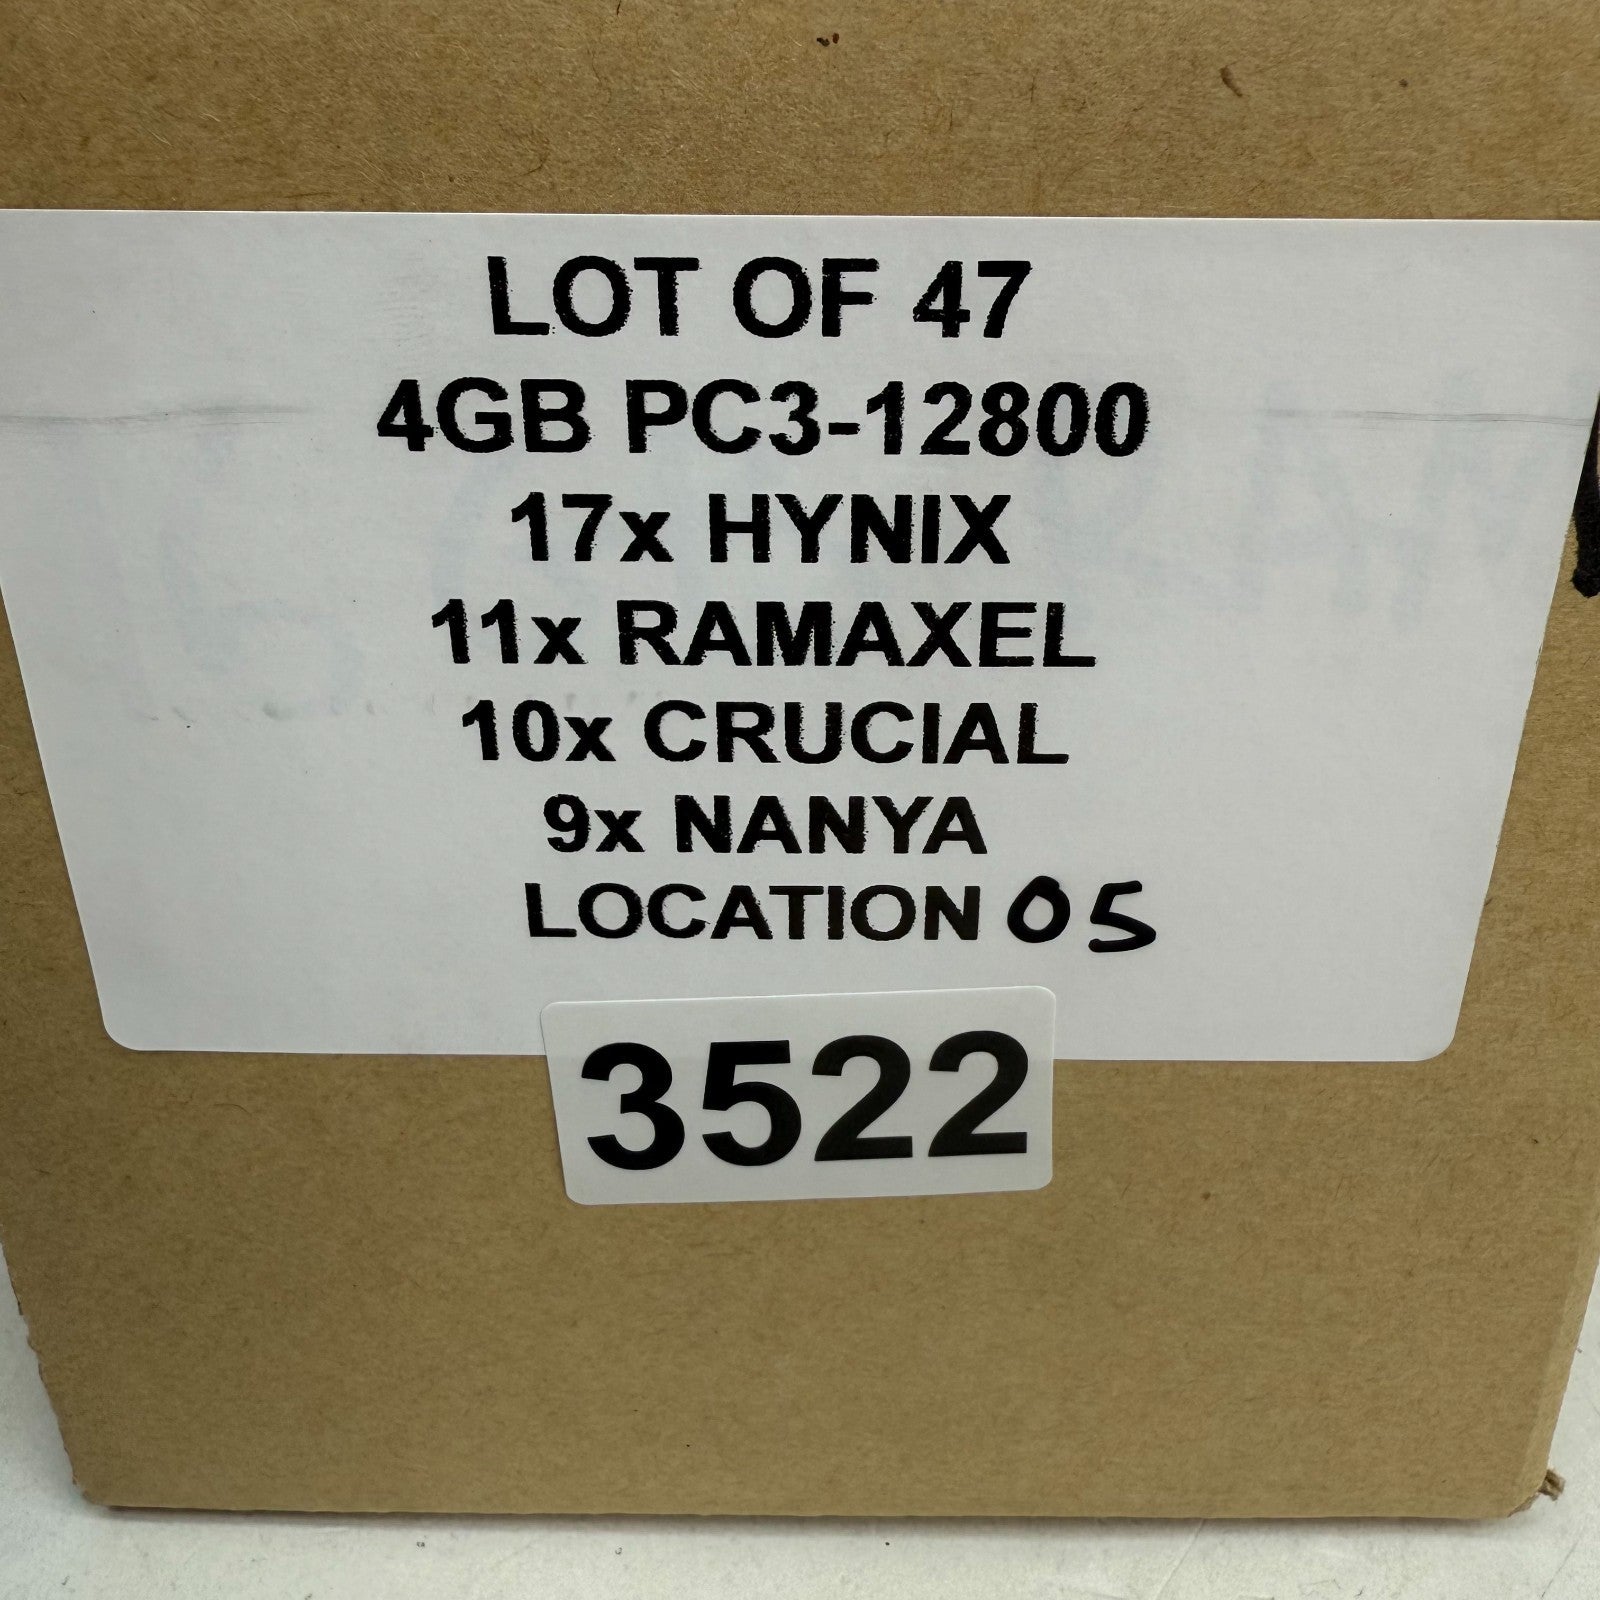 LOT OF 47
4GB PC3-12800
17x HYNIX
11x RAMAXEL
10x CRUCIAL
9x NANYA
LOCATION 05
3522